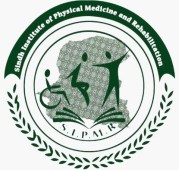 Sindh Institute of Physical Medicine and Rehabilitation
S.I.P.M.R